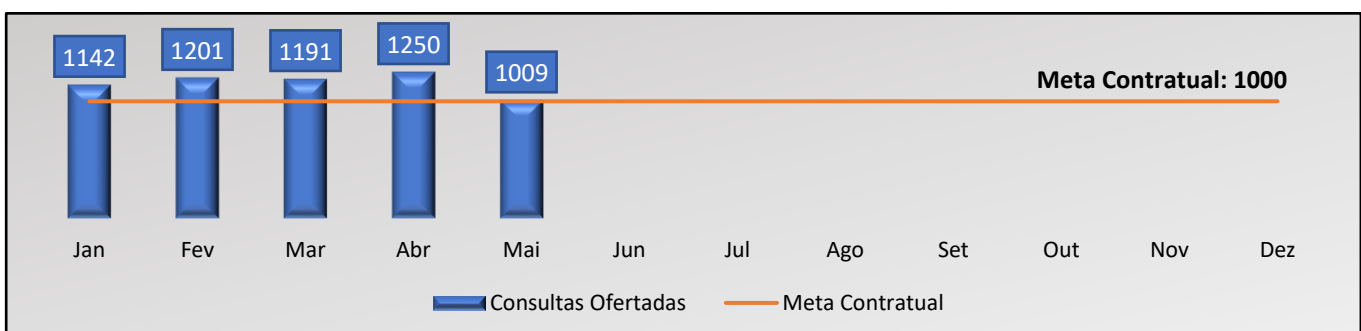 1142 1201 1191 1250 1009
Meta Contratual: 1000
Jan Fev Mar Abr Mai Jun Jul Ago Set Out Nov Dez
Consultas Ofertadas Meta Contratual